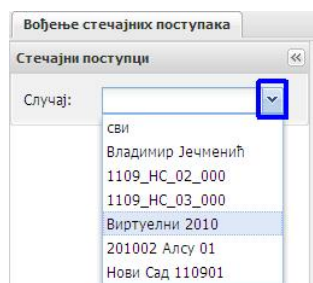 Вођење стечајних поступака
Стечајни поступци
Случај:
сви
Владимир Јечменић
1109_НС_02_000
1109_НС_03_000
Виртуелни 2010
201002 Алсу 01
Нови Сад 110901